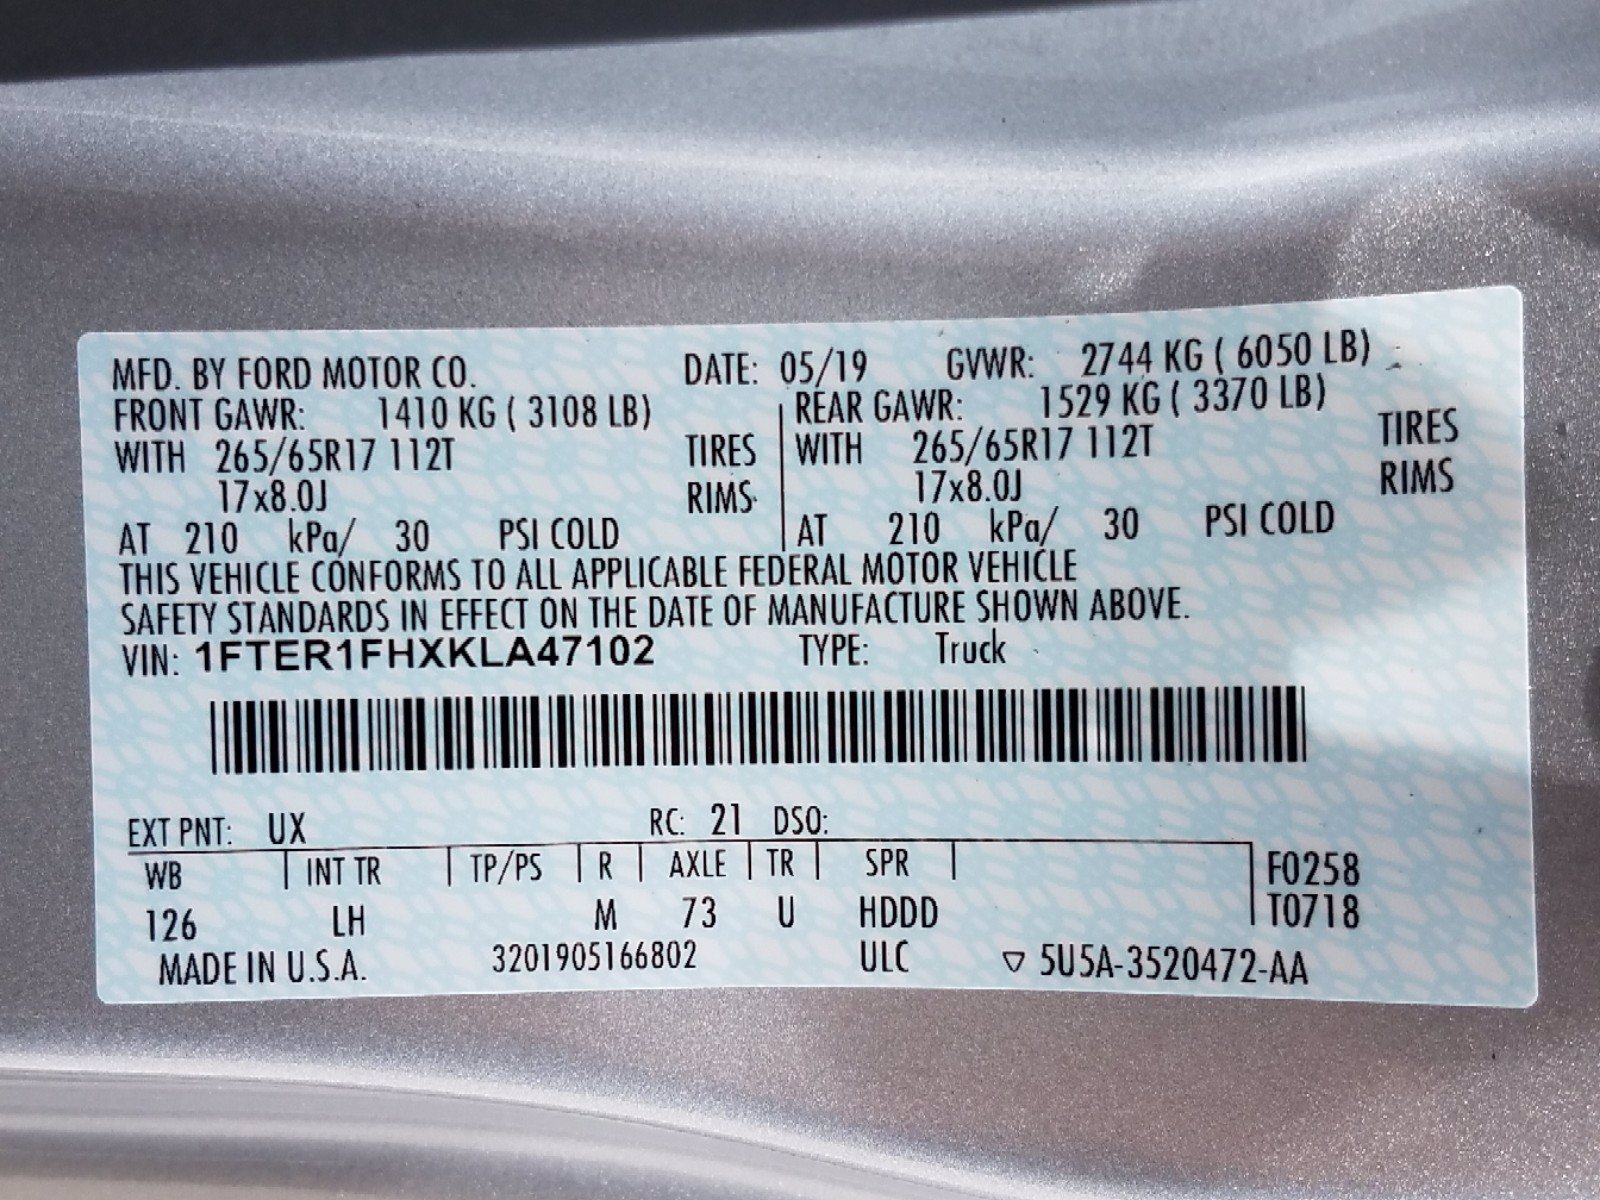 MFD. BY FORD MOTOR CO. DATE: 05/19 GVWR: 2744 KG ( 6050 LB)
FRONT GAWR: 1410 KG ( 3108 LB) REAR GAWR: 1529 KG ( 3370 LB)
WITH 265/65R17 112T TIRES WITH 265/65R17 112T TIRES
17x8.0J RIMS 17x8.0J RIMS
AT 210 kPa/ 30 PSI COLD AT 210 kPa/ 30 PSI COLD
THIS VEHICLE CONFORMS TO ALL APPLICABLE FEDERAL MOTOR VEHICLE
SAFETY STANDARDS IN EFFECT ON THE DATE OF MANUFACTURE SHOWN ABOVE.
VIN: 1FTER1FHXKLA47102 TYPE: Truck
EXT PNT: UX RC: 21 DSO:
WB INT TR TP/PS R AXLE TR SPR F0258
126 LH M 73 U HDDD T0718
MADE IN U.S.A. 3201905166802 ULC ▽ 5U5A-3520472-AA